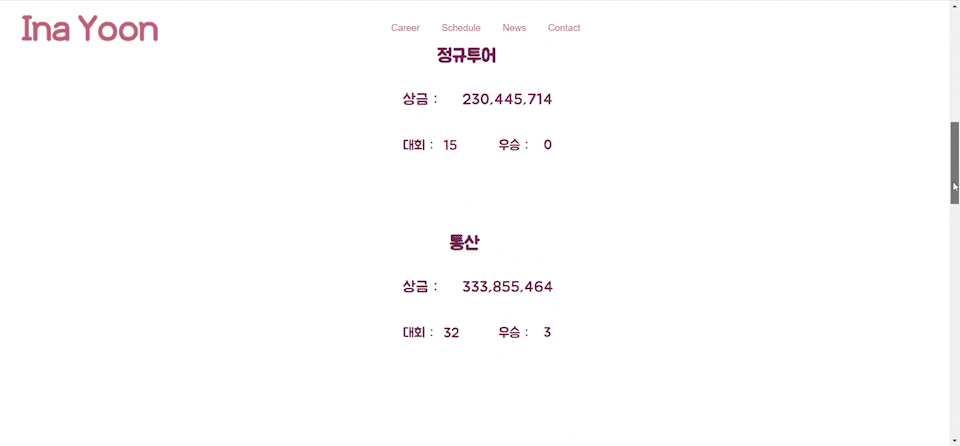 Ina Yoon
Career Schedule News Contact
정규투어
상금 : 230,445,714
대회 : 15 우승 : 0
통산
상금 : 333,855,464
대회 : 32 우승 : 3